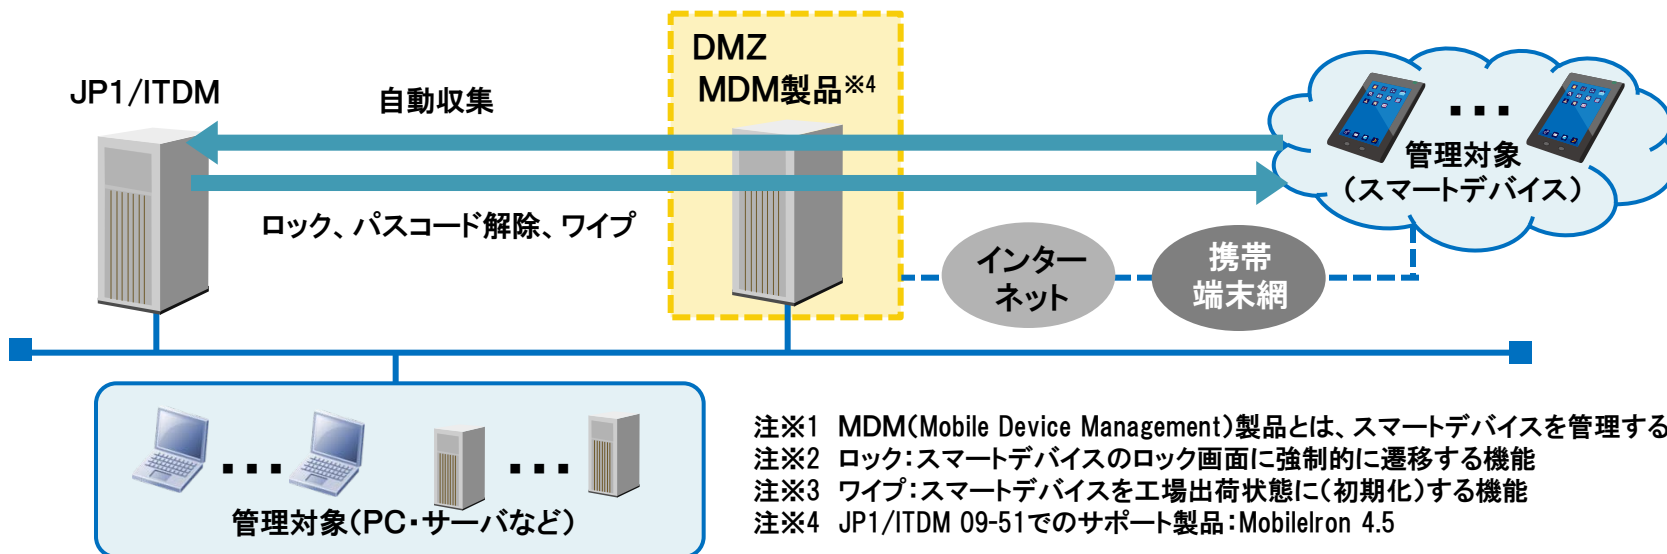 JP1/ITDM
自動収集
DMZ
MDM製品※4
ロック、パスコード解除、ワイプ
管理対象
（スマートデバイス）
インター
ネット
携帯
端末網
管理対象（PC・サーバなど）
注※1 MDM（Mobile Device Management）製品とは、スマートデバイスを管理する
注※2 ロック：スマートデバイスのロック画面に強制的に遷移する機能
注※3 ワイプ：スマートデバイスを工場出荷状態に（初期化）する機能
注※4 JP1/ITDM 09-51でのサポート製品：MobileIron 4.5